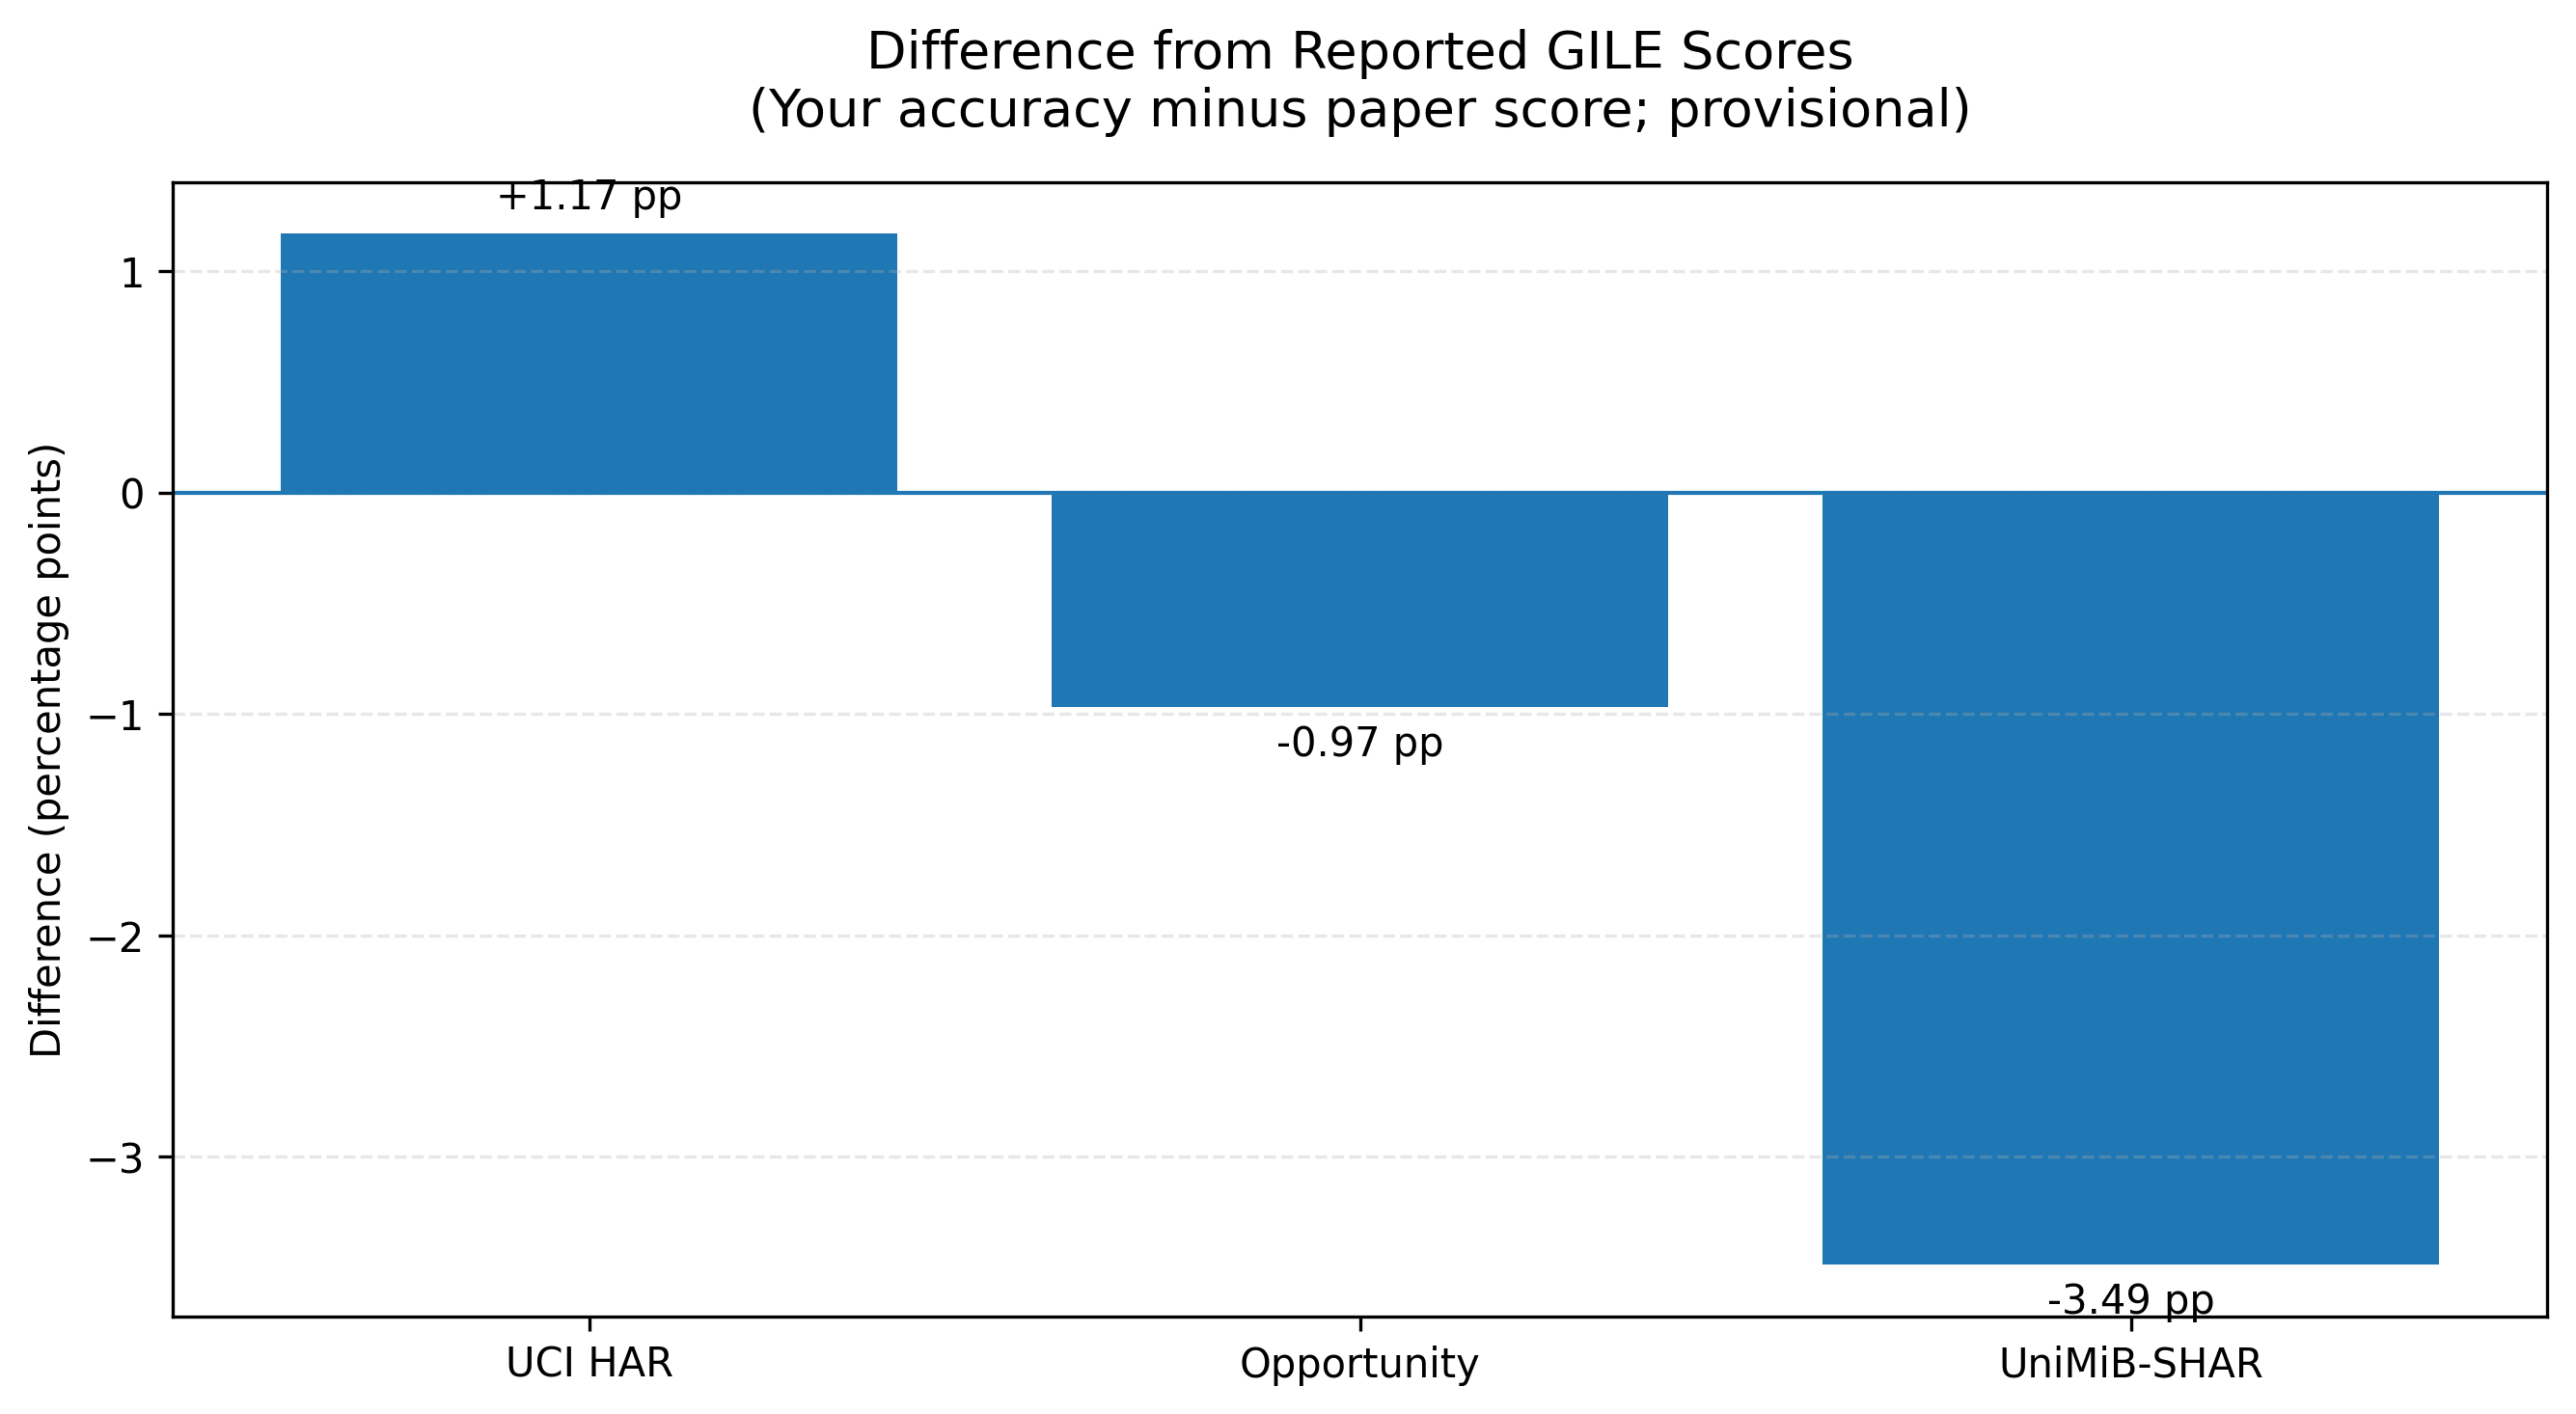 Difference from Reported GILE Scores
(Your accuracy minus paper score; provisional)
+1.17 pp
1
0
−1
−2
−3
Difference (percentage points)
-0.97 pp
-3.49 pp
UCI HAR
Opportunity
UniMiB-SHAR